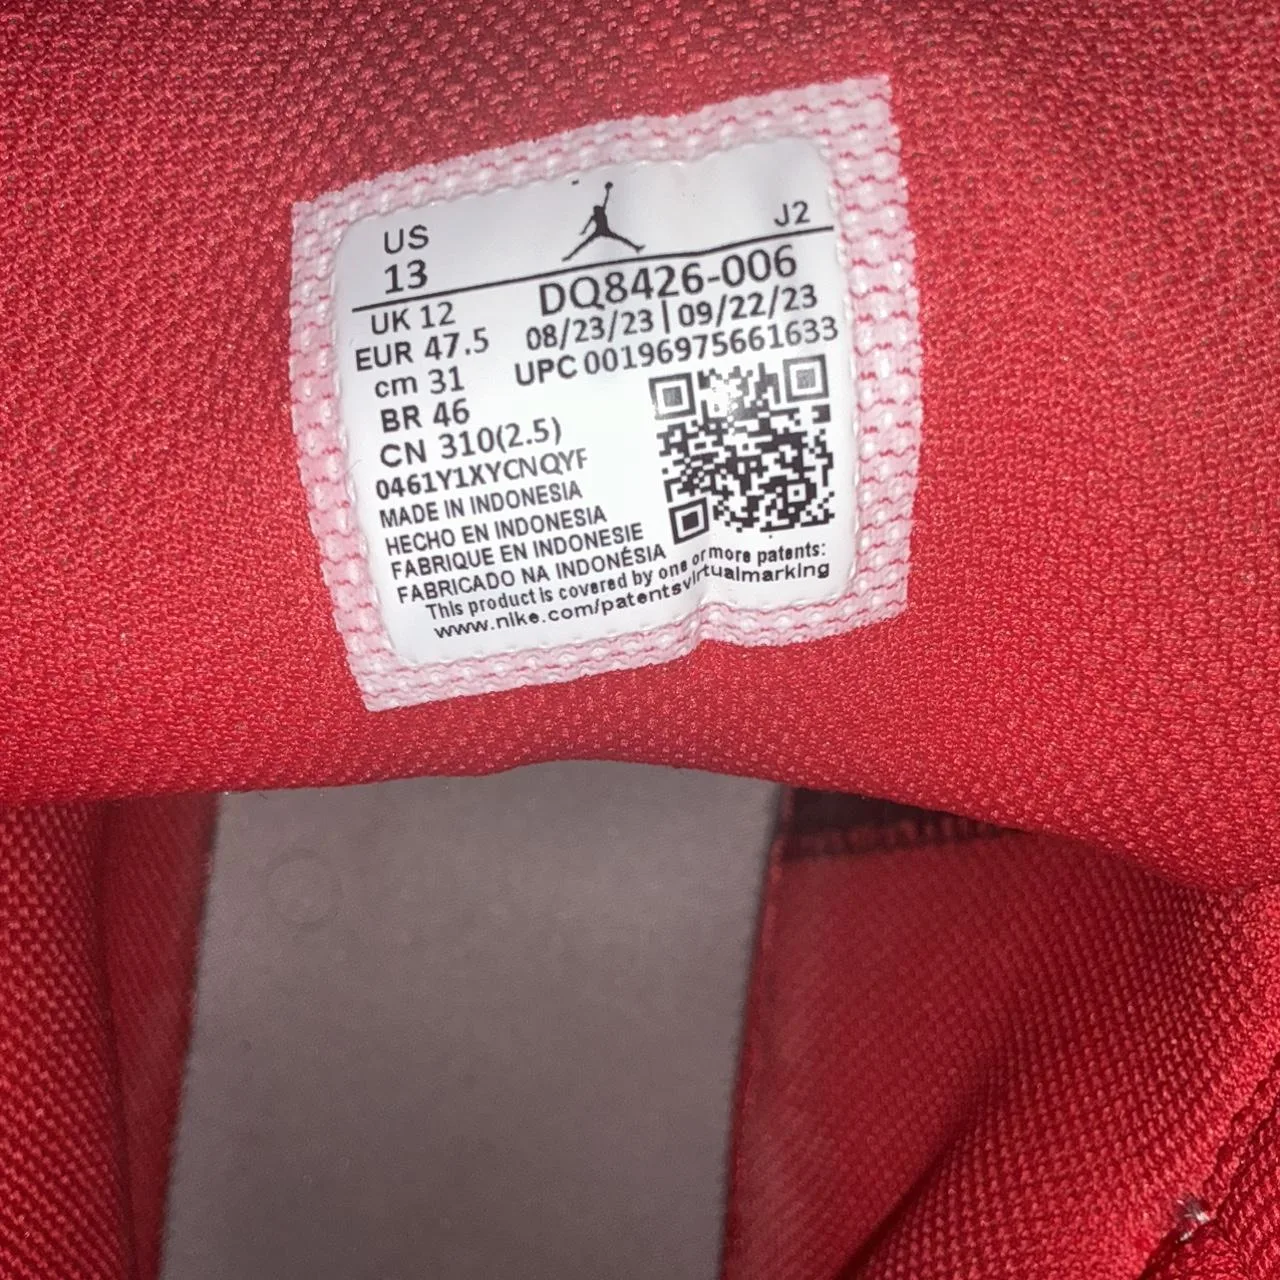 US
13
J2
DQ8426-006
08/23/23 | 09/22/23
UPC 00196975661633
UK 12
EUR 47.5
cm 31
BR 46
CN 310(2.5)
0461Y1XYCNQYF
MADE IN INDONESIA
HECHO EN INDONESIA
FABRIQUE EN INDONESIE
FABRICADO NA INDONÉSIA
This product is covered by one or more patents:
www.nike.com/patentsvirtualmarking